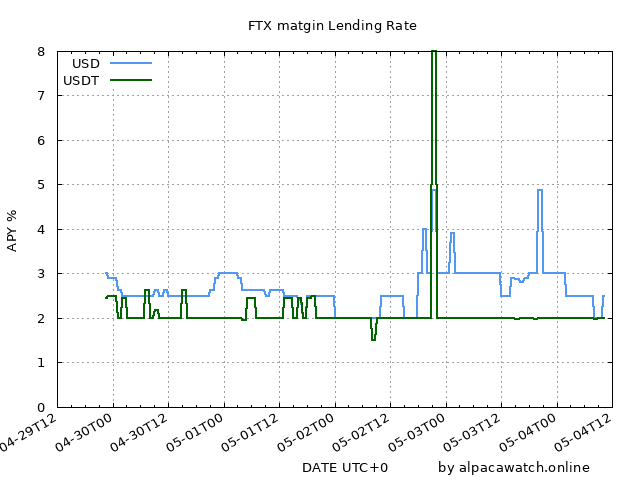 FTX matgin Lending Rate
USD
USDT
8
7
6
5
4
3
2
1
0
APY %
04-29T12
04-30T00
04-30T12
05-01T00
05-01T12
05-02T00
05-02T12
05-03T00
05-03T12
05-04T00
05-04T12
DATE UTC+0
by alpacawatch.online